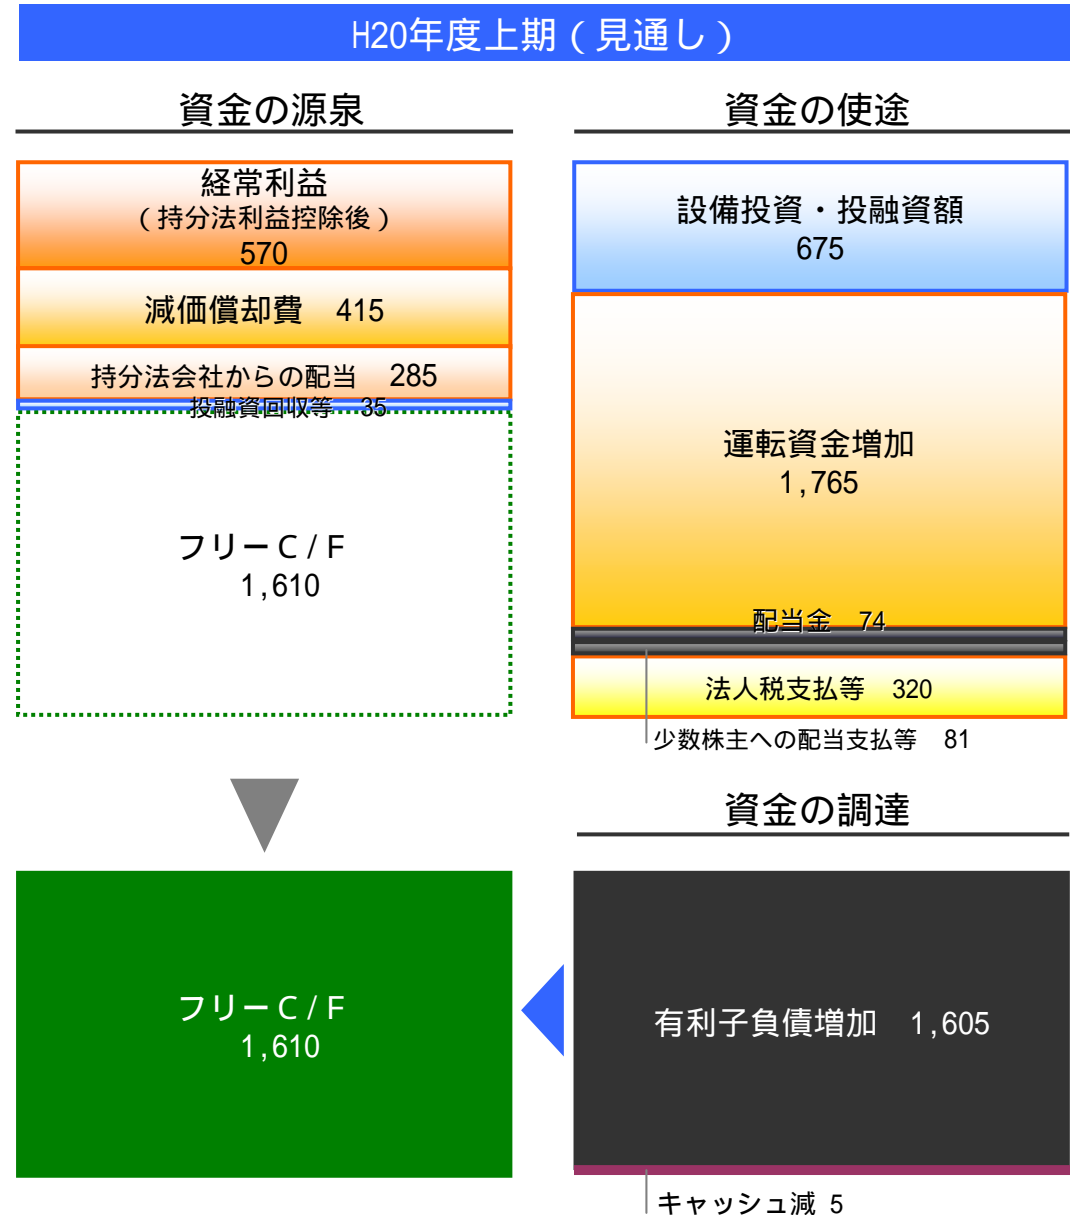 H20年度上期（見通し）
資金の源泉
経常利益
（持分法利益控除後）
570
減価償却費　415
持分法会社からの配当　285
投融資回収等　35
フリーＣ/Ｆ
1,610
資金の使途
設備投資・投融資額
675
運転資金増加
1,765
配当金　74
法人税支払等　320
少数株主への配当支払等　81
資金の調達
フリーＣ/Ｆ
1,610
有利子負債増加　1,605
キャッシュ減 5